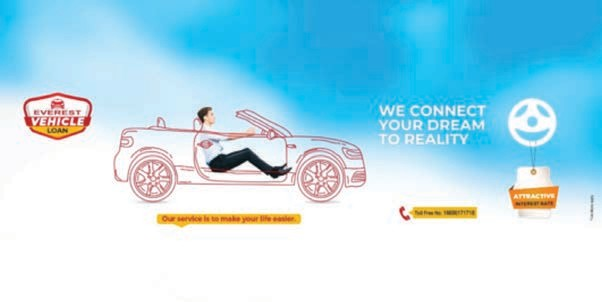 EVEREST
VEHICLE
LOAN
WE CONNECT
YOUR DREAM
TO REALITY
ATTRACTIVE
INTEREST RATE
Our service is to make your life easier.
Toll Free No: 16600171718